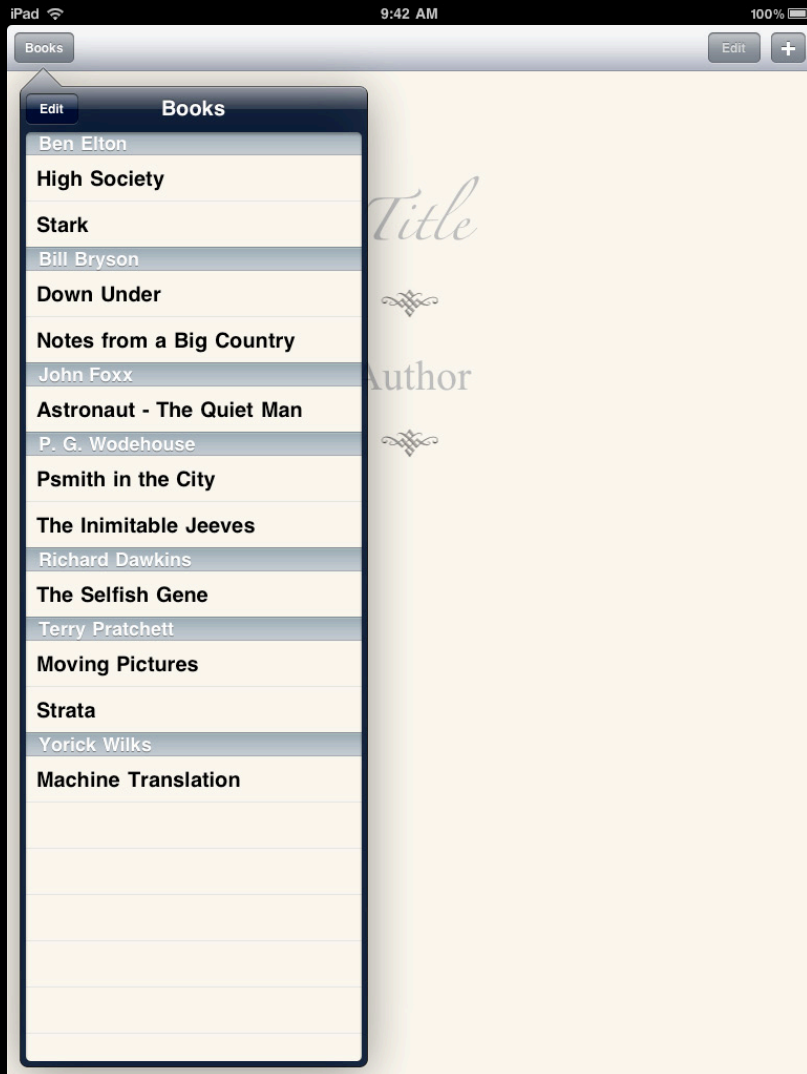 iPad 9:42 AM 100%
Books Edit +
Edit Books
Ben Elton
High Society
Stark
Bill Bryson
Down Under
Notes from a Big Country
John Foxx
Astronaut - The Quiet Man
P. G. Wodehouse
Psmith in the City
The Inimitable Jeeves
Richard Dawkins
The Selfish Gene
Terry Pratchett
Moving Pictures
Strata
Yorick Wilks
Machine Translation
Title
Author